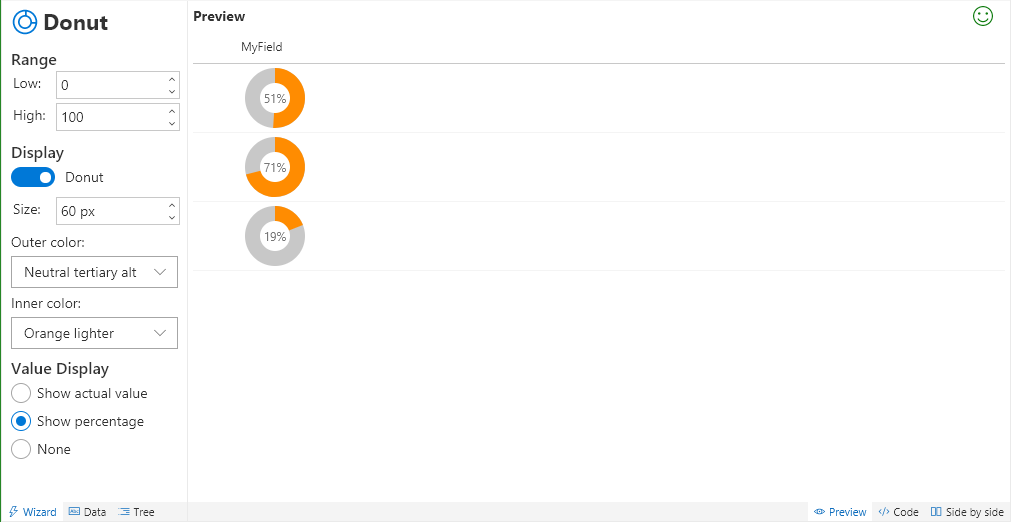 Donut
Range
Low: 0
High: 100
Display
Donut
Size: 60 px
Outer color:
Neutral tertiary alt
Inner color:
Orange lighter
Value Display
Show actual value
Show percentage
None
Wizard Abc Data Tree
Preview
MyField
51%
71%
19%
Preview Code Side by side